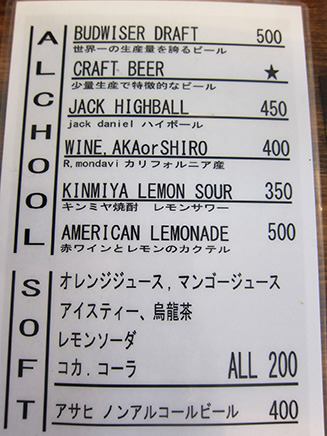 ALCHOOL
BUDWISER DRAFT 500
世界一の生産量を誇るビール
CRAFT BEER ★
少量生産で特徴的なビール
JACK HIGHBALL 450
jack daniel ハイボール
WINE,AKAorSHIRO 400
R,mondavi カリフォルニア産
KINMIYA LEMON SOUR 350
キンミヤ焼酎 レモンサワー
AMERICAN LEMONADE 500
赤ワインとレモンのカクテル
SOFT
オレンジジュース,マンゴージュース
アイスティー、烏龍茶
レモンソーダ
コカ.コーラ ALL 200
アサヒ ノンアルコールビール 400